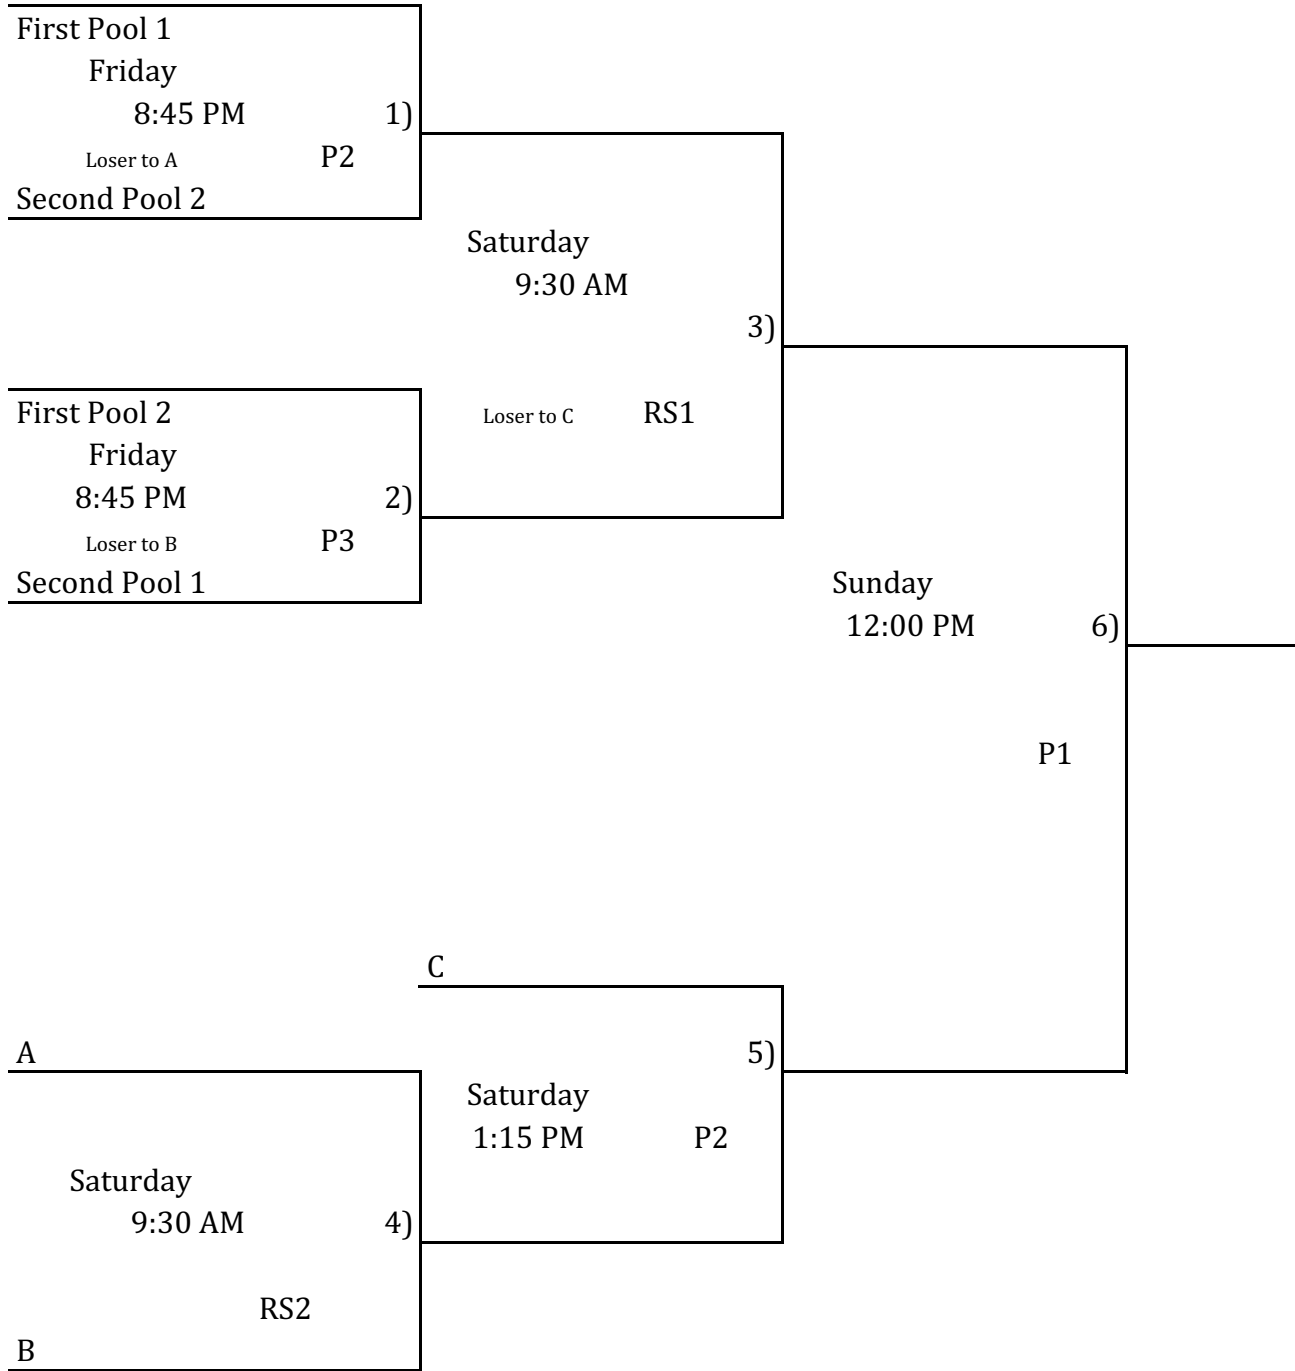 First Pool 1
Friday
8:45 PM
1)
Loser to A
P2
Second Pool 2
Saturday
9:30 AM
3)
Loser to C
RS1
First Pool 2
Friday
8:45 PM
2)
Loser to B
P3
Second Pool 1
Sunday
12:00 PM
6)
P1
C
5)
Saturday
1:15 PM
P2
A
Saturday
9:30 AM
4)
RS2
B